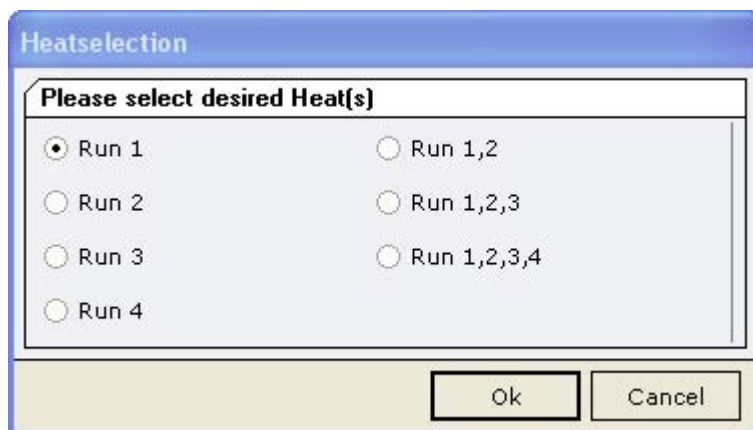 Heatselection
Please select desired Heat(s)
Run 1
Run 1,2
Run 2
Run 1,2,3
Run 3
Run 1,2,3,4
Run 4
Ok
Cancel